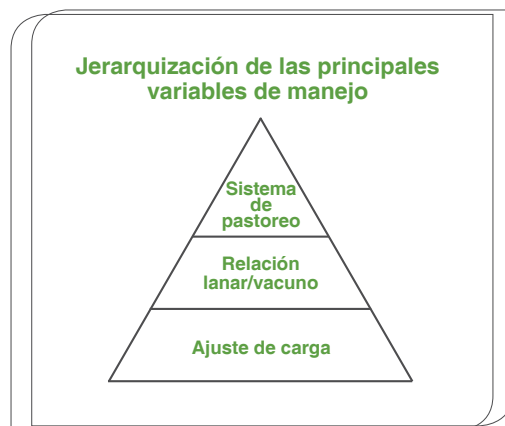 Jerarquización de las principales
variables de manejo
Sistema
de
pastoreo
Relación
lanar/vacuno
Ajuste de carga